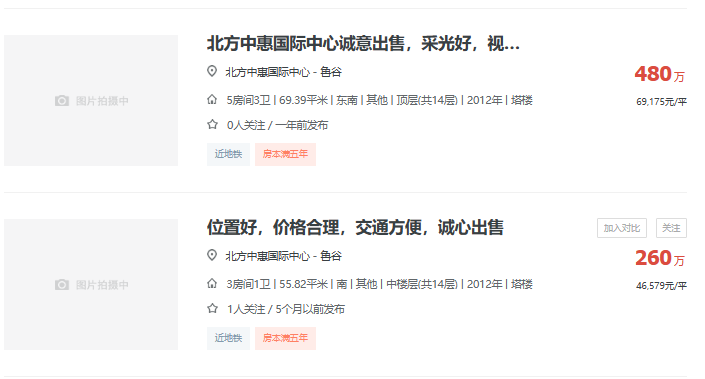 北方中惠国际中心诚意出售，采光好，视...
图片拍摄中
北方中惠国际中心 - 鲁谷
480万
5房间3卫 | 69.39平米 | 东南 | 其他 | 顶层(共14层) | 2012年 | 塔楼
69,175元/平
0人关注 / 一年前发布
近地铁 房本满五年
位置好，价格合理，交通方便，诚心出售
加入对比 关注
图片拍摄中
北方中惠国际中心 - 鲁谷
260万
3房间1卫 | 55.82平米 | 南 | 其他 | 中楼层(共14层) | 2012年 | 塔楼
46,579元/平
1人关注 / 5个月以前发布
近地铁 房本满五年